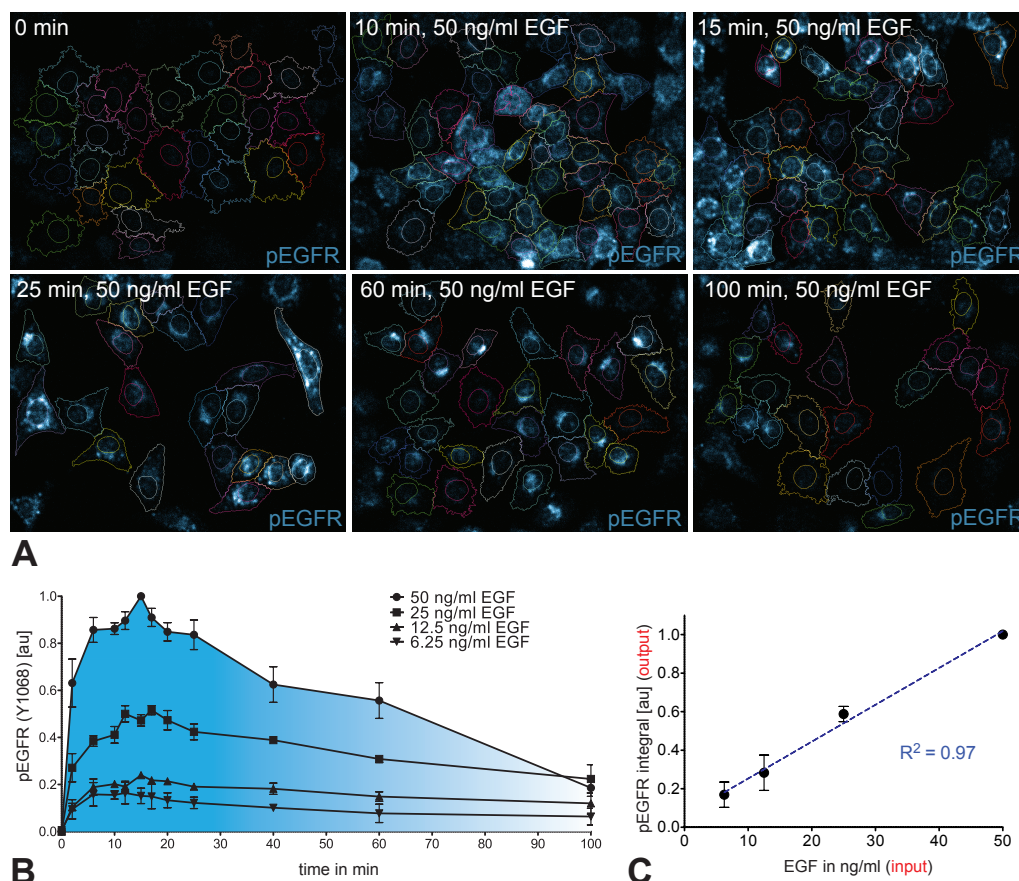 0 min
pEGFR
10 min, 50 ng/ml EGF
pEGFR
15 min, 50 ng/ml EGF
pEGFR
25 min, 50 ng/ml EGF
pEGFR
60 min, 50 ng/ml EGF
pEGFR
100 min, 50 ng/ml EGF
pEGFR
A
pEGFR (Y1068) [au]
1.0
0.8
0.6
0.4
0.2
0.0
50 ng/ml EGF
25 ng/ml EGF
12.5 ng/ml EGF
6.25 ng/ml EGF
0 10 20 30 40 50 60 70 80 90 100
time in min
B
pEGFR integral [au] (output)
1.0
0.8
0.6
0.4
0.2
0.0
R² = 0.97
0 10 20 30 40 50
EGF in ng/ml (input)
C